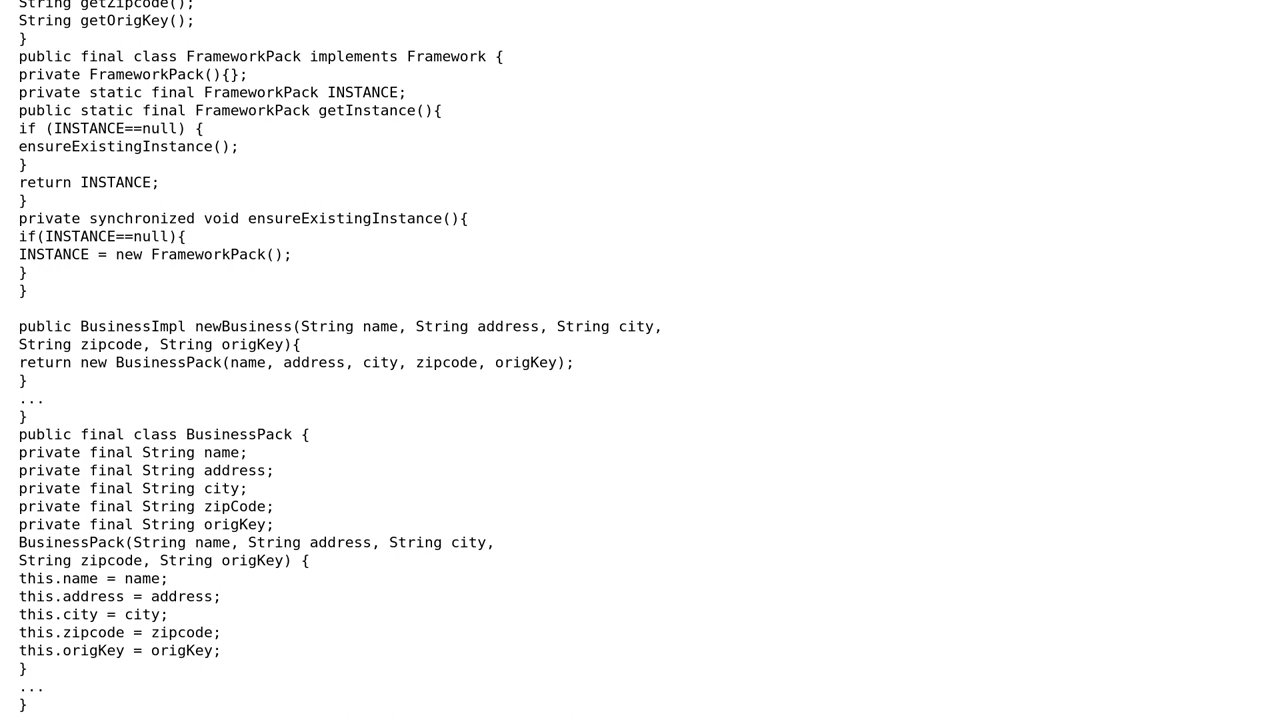 String getZipcode();
String getOrigKey();
}
public final class FrameworkPack implements Framework {
private FrameworkPack(){};
private static final FrameworkPack INSTANCE;
public static final FrameworkPack getInstance(){
if (INSTANCE==null) {
ensureExistingInstance();
}
return INSTANCE;
}
private synchronized void ensureExistingInstance(){
if(INSTANCE==null){
INSTANCE = new FrameworkPack();
}
}
public BusinessImpl newBusiness(String name, String address, String city,
String zipcode, String origKey){
return new BusinessPack(name, address, city, zipcode, origKey);
}
...
}
public final class BusinessPack {
private final String name;
private final String address;
private final String city;
private final String zipCode;
private final String origKey;
BusinessPack(String name, String address, String city,
String zipcode, String origKey) {
this.name = name;
this.address = address;
this.city = city;
this.zipcode = zipcode;
this.origKey = origKey;
}
...
}